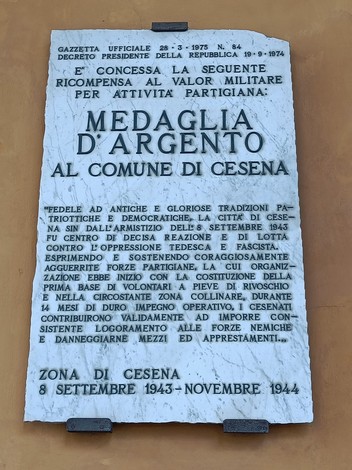 GAZZETTA UFFICIALE 28-3-1975 N. 84
DECRETO PRESIDENTE DELLA REPUBBLICA 19-9-1974
E' CONCESSA LA SEGUENTE
RICOMPENSA AL VALOR MILITARE
PER ATTIVITA' PARTIGIANA:
MEDAGLIA
D'ARGENTO
AL COMUNE DI CESENA
"FEDELE AD ANTICHE E GLORIOSE TRADIZIONI PA-
TRIOTTICHE E DEMOCRATICHE, LA CITTA' DI CESE-
NA SIN DALL'ARMISTIZIO DELL'8 SETTEMBRE 1943
FU CENTRO DI DECISA REAZIONE E DI LOTTA
CONTRO L'OPPRESSIONE TEDESCA E FASCISTA.
ESPRIMENDO E SOSTENENDO CORAGGIOSAMENTE
AGGUERRITE FORZE PARTIGIANE, LA CUI ORGANIZ-
ZAZIONE EBBE INIZIO CON LA COSTITUZIONE DELLA
PRIMA BASE DI VOLONTARI A PIEVE DI RIVOSCHIO
E NELLA CIRCOSTANTE ZONA COLLINARE, DURANTE
14 MESI DI DURO IMPEGNO OPERATIVO, I CESENATI
CONTRIBUIRONO VALIDAMENTE AD IMPORRE CON-
SISTENTE LOGORAMENTO ALLE FORZE NEMICHE
E DANNEGGIARNE MEZZI ED APPRESTAMENTI.,,
ZONA DI CESENA
8 SETTEMBRE 1943-NOVEMBRE 1944